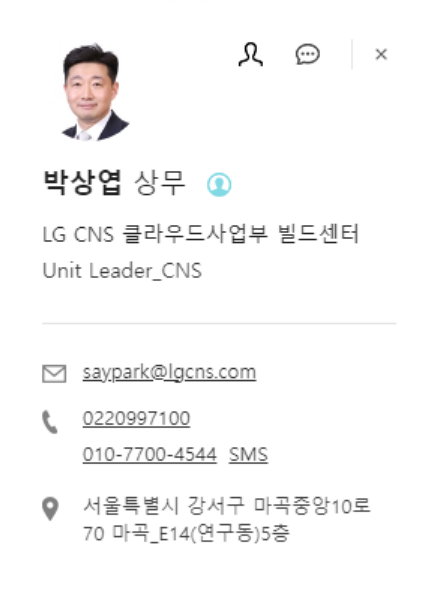 박상엽 상무
LG CNS 클라우드사업부 빌드센터
Unit Leader_CNS
saypark@lgcns.com
0220997100
010-7700-4544 SMS
서울특별시 강서구 마곡중앙10로
70 마곡_E14(연구동)5층